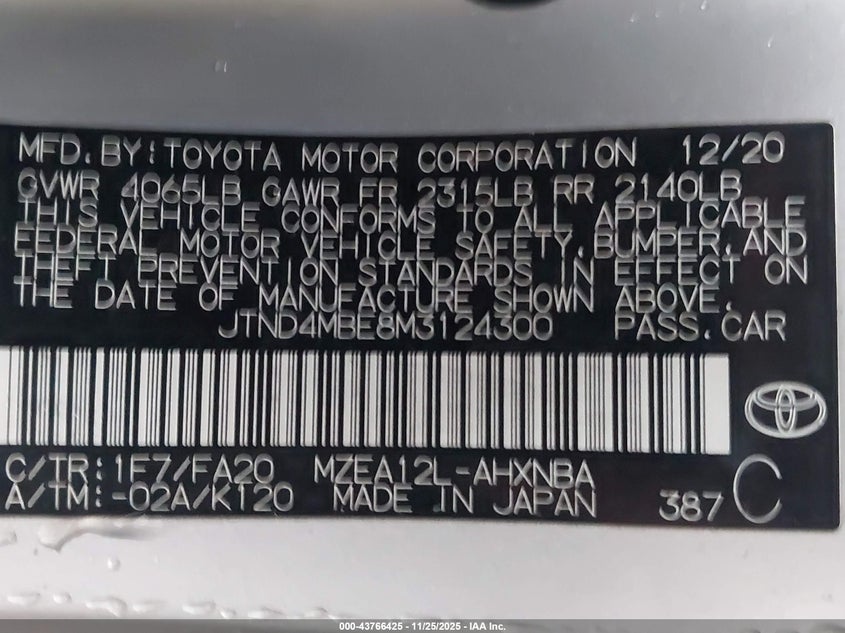 MFD.BY:TOYOTA MOTOR CORPORATION 12/20
GVWR 4065LB GAWR FR 2315LB RR 2140LB
THIS VEHICLE CONFORMS TO ALL APPLICABLE
FEDERAL MOTOR VEHICLE SAFETY,BUMPER,AND
THEFT PREVENTION STANDARDS IN EFFECT ON
THE DATE OF MANUFACTURE SHOWN ABOVE.
JTND4MBE8M3124300 PASS.CAR
C/TR:1F7/FA20 MZEA12L-AHXNBA
A/TM:-02A/K120 MADE IN JAPAN 387 C
000-43766425 - 11/25/2025 - IAA Inc.